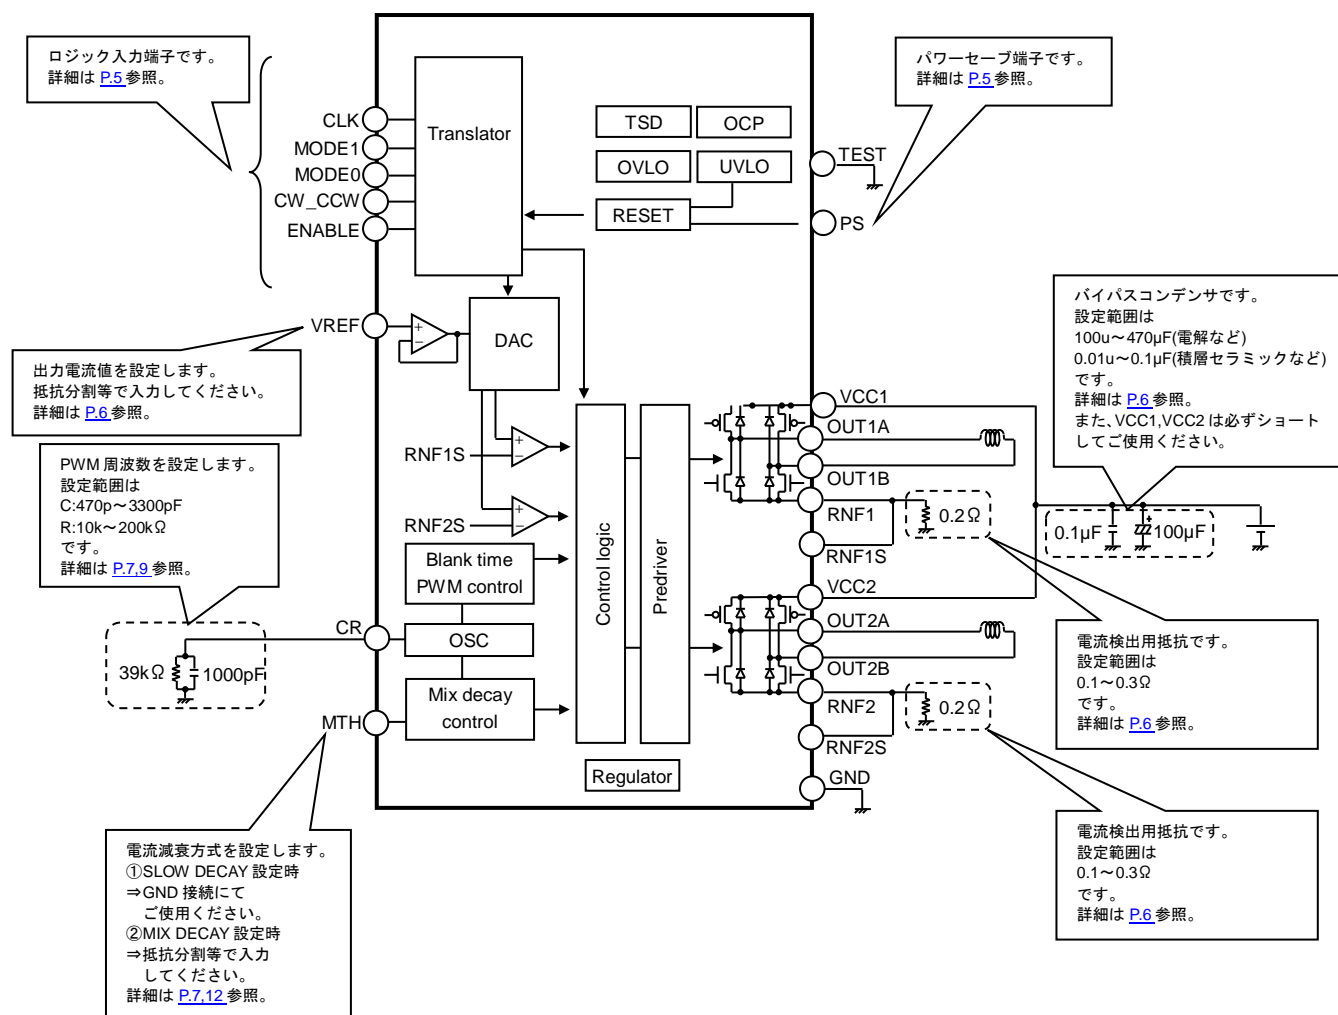 ロジック入力端子です。
詳細は P.5 参照。
パワーセーブ端子です。
詳細は P.5 参照。
CLK
MODE1
MODE0
CW_CCW
ENABLE
Translator
TSD
OCP
OVLO
UVLO
RESET
TEST
PS
VREF
+
−
DAC
出力電流値を設定します。
抵抗分割等で入力してください。
詳細は P.6 参照。
バイパスコンデンサです。
設定範囲は
100u～470μF(電解など)
0.01u～0.1μF(積層セラミックなど)
です。
詳細は P.6 参照。
また、VCC1,VCC2 は必ずショート
してご使用ください。
PWM 周波数を設定します。
設定範囲は
C:470p～3300pF
R:10k～200kΩ
です。
詳細は P.7,9 参照。
RNF1S
+
−
RNF2S
+
−
Blank time
PWM control
OSC
Mix decay
control
Control logic
Predriver
Regulator
VCC1
OUT1A
OUT1B
RNF1
RNF1S
0.2Ω
0.1μF
+
100μF
VCC2
OUT2A
OUT2B
RNF2
RNF2S
0.2Ω
GND
CR
39kΩ
1000pF
MTH
電流検出用抵抗です。
設定範囲は
0.1～0.3Ω
です。
詳細は P.6 参照。
電流検出用抵抗です。
設定範囲は
0.1～0.3Ω
です。
詳細は P.6 参照。
電流減衰方式を設定します。
①SLOW DECAY 設定時
⇒GND 接続にて
ご使用ください。
②MIX DECAY 設定時
⇒抵抗分割等で入力
してください。
詳細は P.7,12 参照。